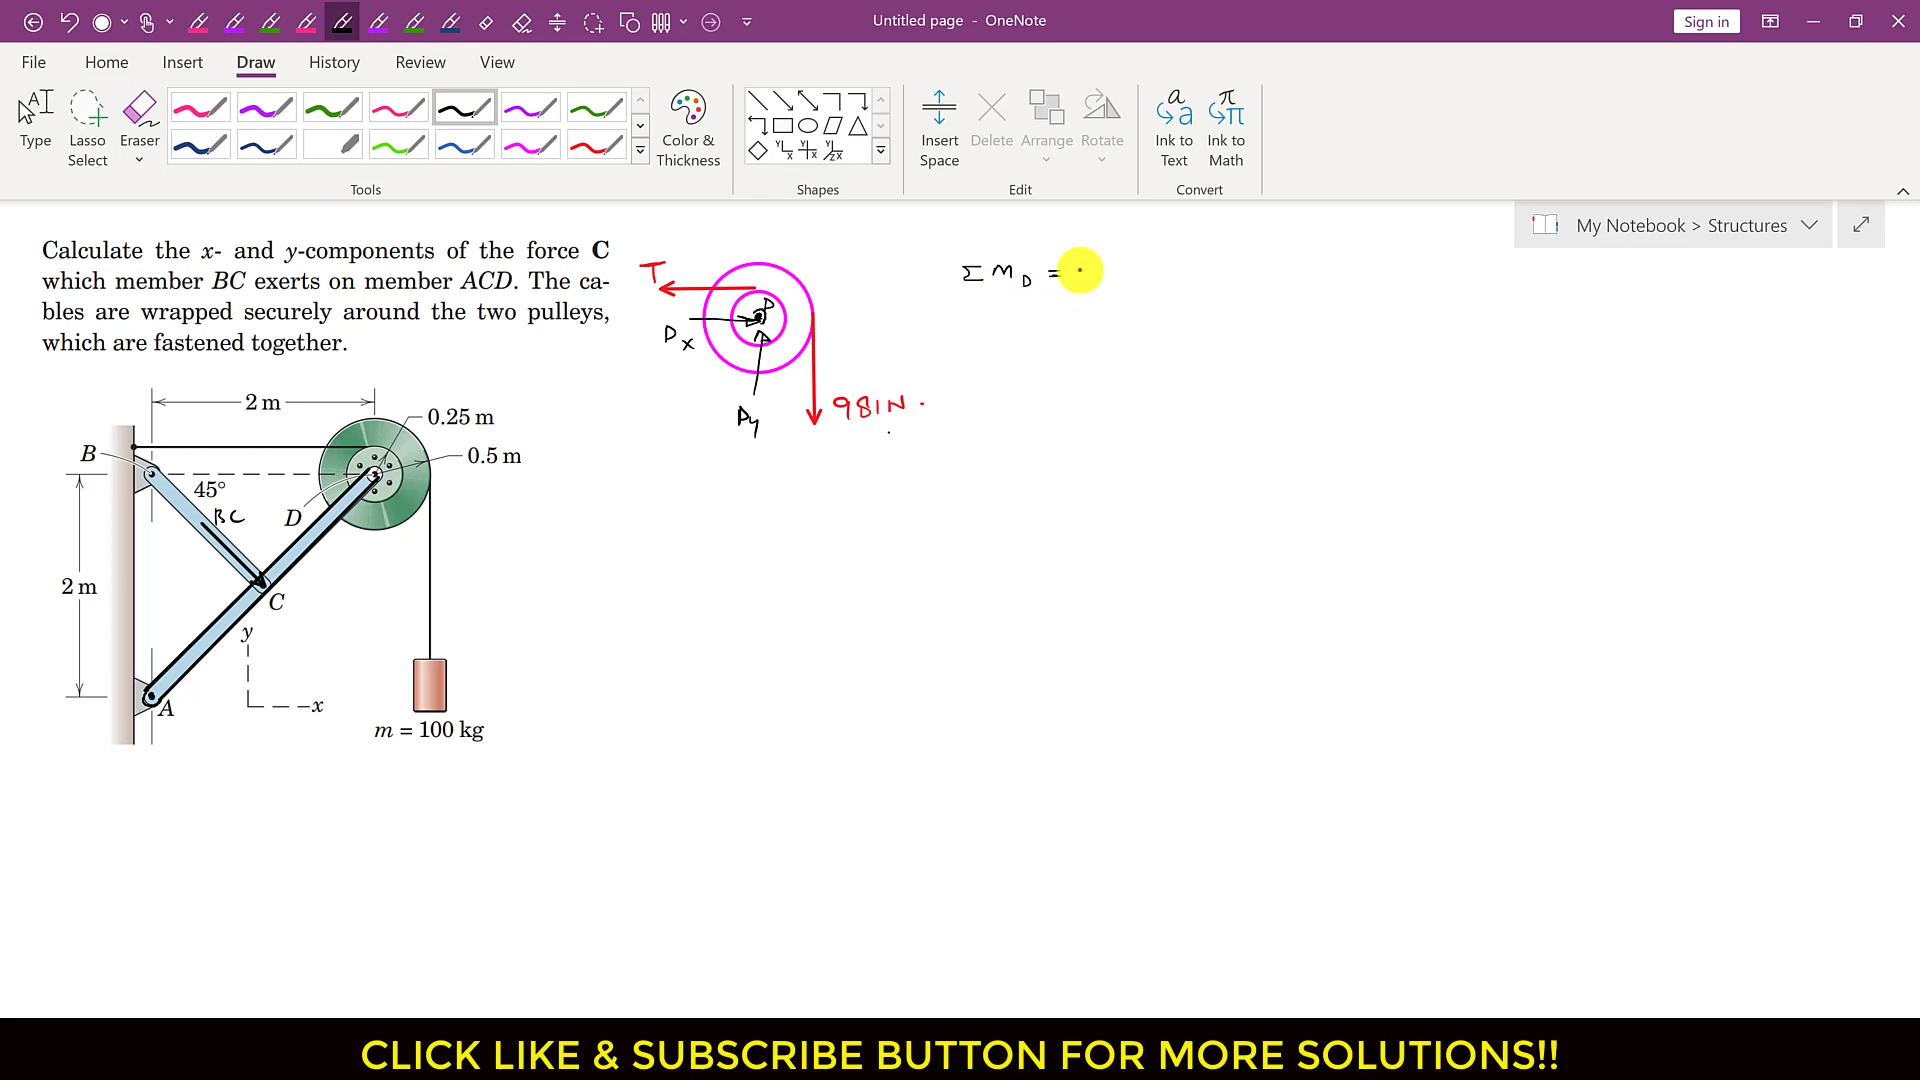 Untitled page - OneNote
Sign in
File Home Insert Draw History Review View
Type
Lasso Select
Eraser
Color & Thickness
Insert Space
Delete
Arrange
Rotate
Ink to Text
Ink to Math
Tools
Shapes
Edit
Convert
My Notebook > Structures
Calculate the x- and y-components of the force C
which member BC exerts on member ACD. The ca-
bles are wrapped securely around the two pulleys,
which are fastened together.
T
D
Dx
Dy
981N.
ΣM_D =
2 m
0.25 m
0.5 m
B
45°
BC
D
2 m
C
y
A
x
m = 100 kg
CLICK LIKE & SUBSCRIBE BUTTON FOR MORE SOLUTIONS!!